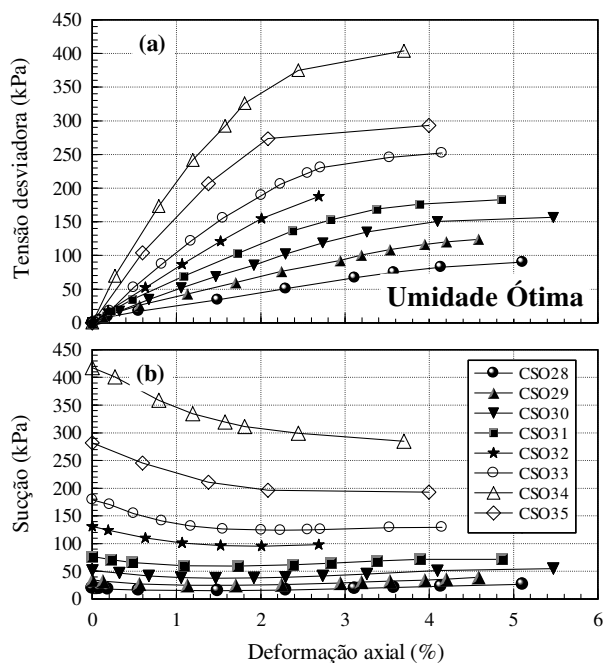 450
(a)
400
350
300
250
200
150
100
50
0
Tensão desviadora (kPa)
Umidade Ótima
450
(b)
400
350
300
250
200
150
100
50
0
Sucção (kPa)
CSO28
CSO29
CSO30
CSO31
CSO32
CSO33
CSO34
CSO35
0 1 2 3 4 5 6
Deformação axial (%)